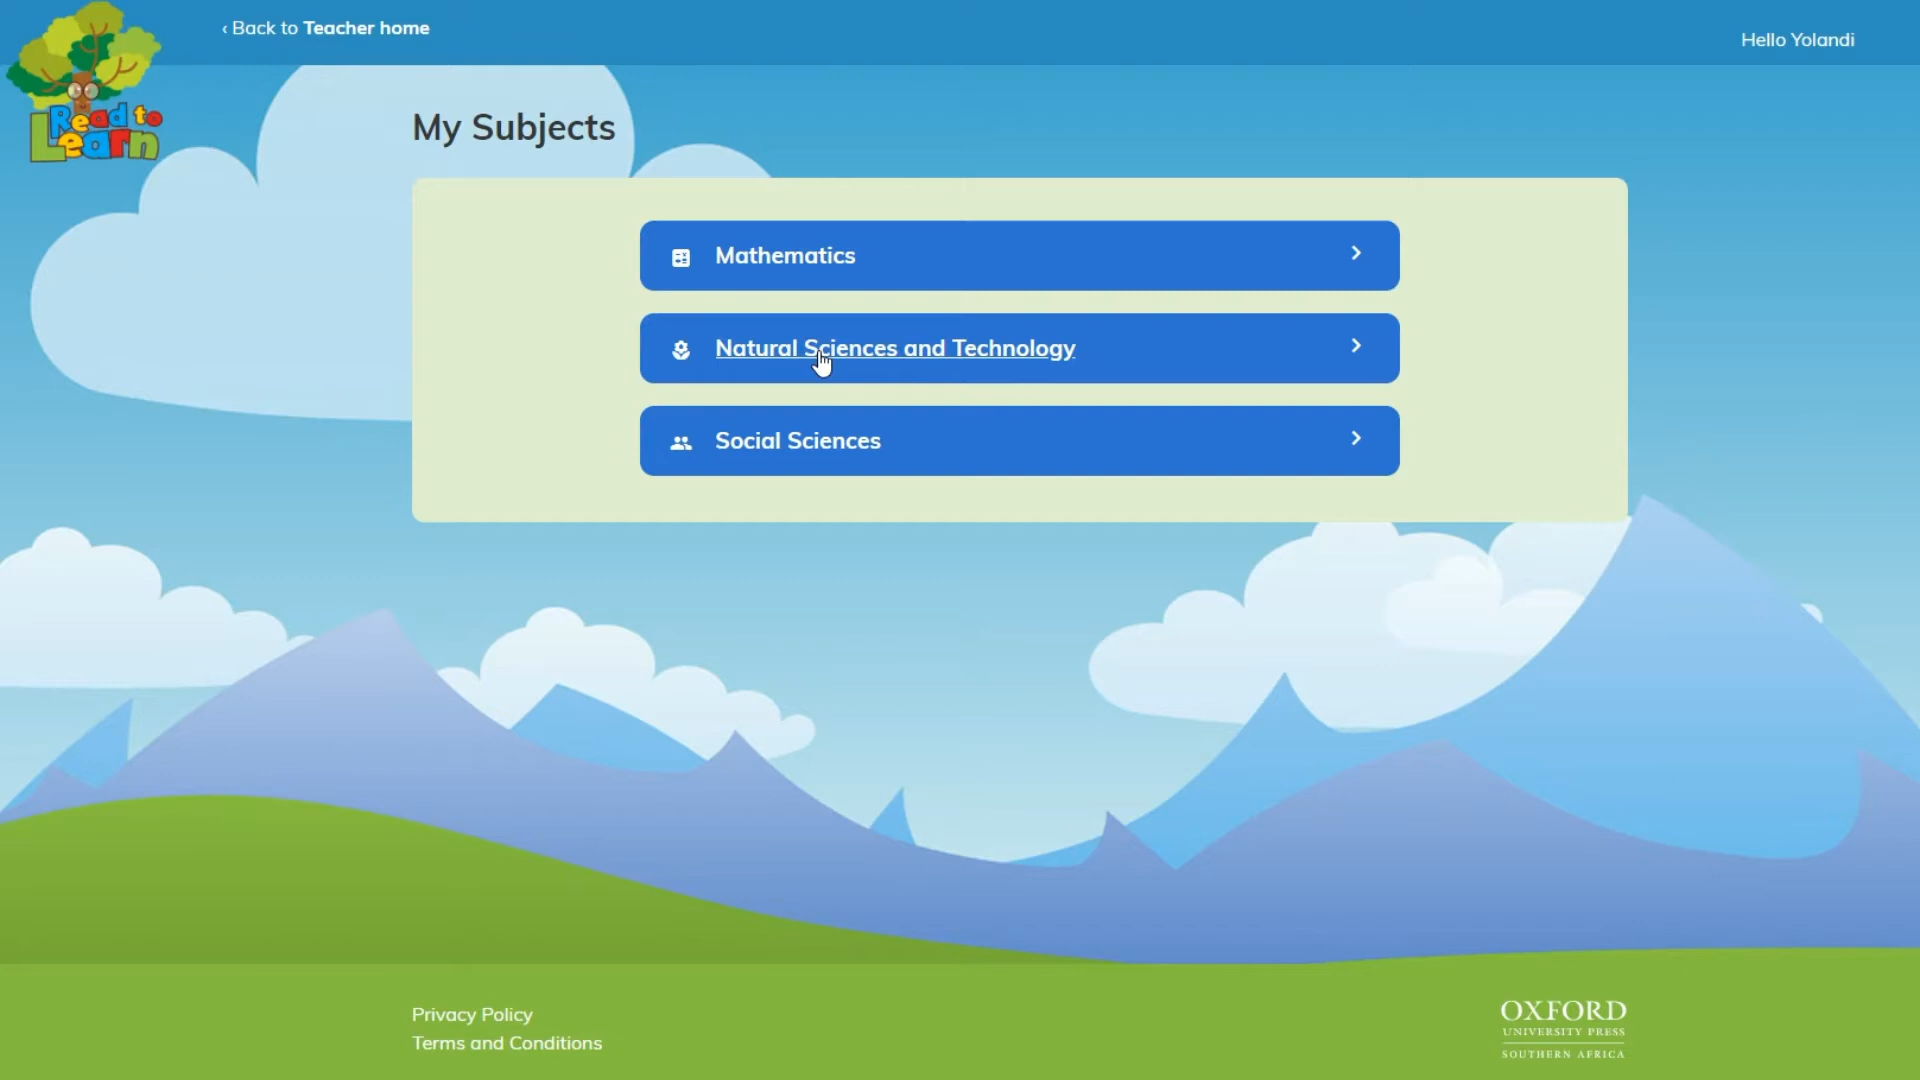 ‹ Back to Teacher home
Hello Yolandi
Read to
Learn
My Subjects
Mathematics
Natural Sciences and Technology
Social Sciences
Privacy Policy
Terms and Conditions
OXFORD
UNIVERSITY PRESS
SOUTHERN AFRICA